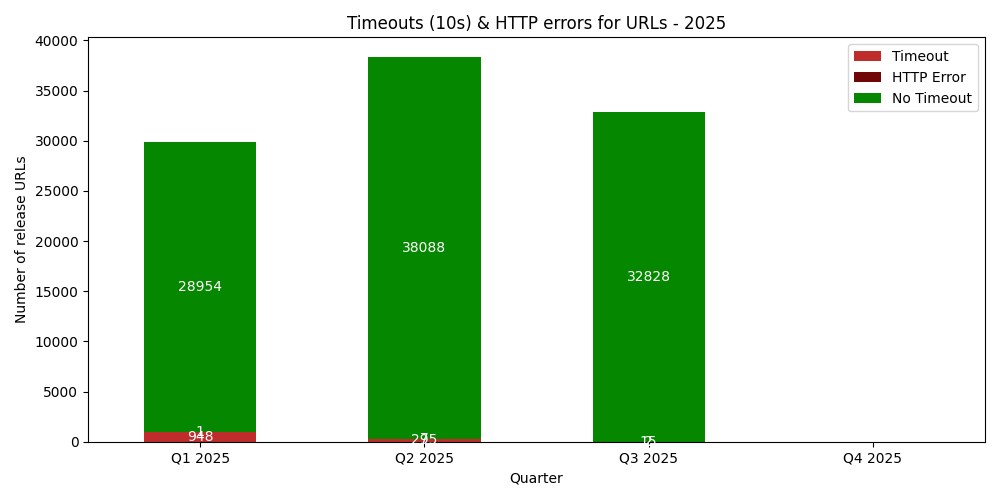 Timeouts (10s) & HTTP errors for URLs - 2025
Timeout
HTTP Error
No Timeout
Number of release URLs
40000
35000
30000
25000
20000
15000
10000
5000
0
28954
1
948
38088
295
32828
15
Q1 2025
Q2 2025
Q3 2025
Q4 2025
Quarter